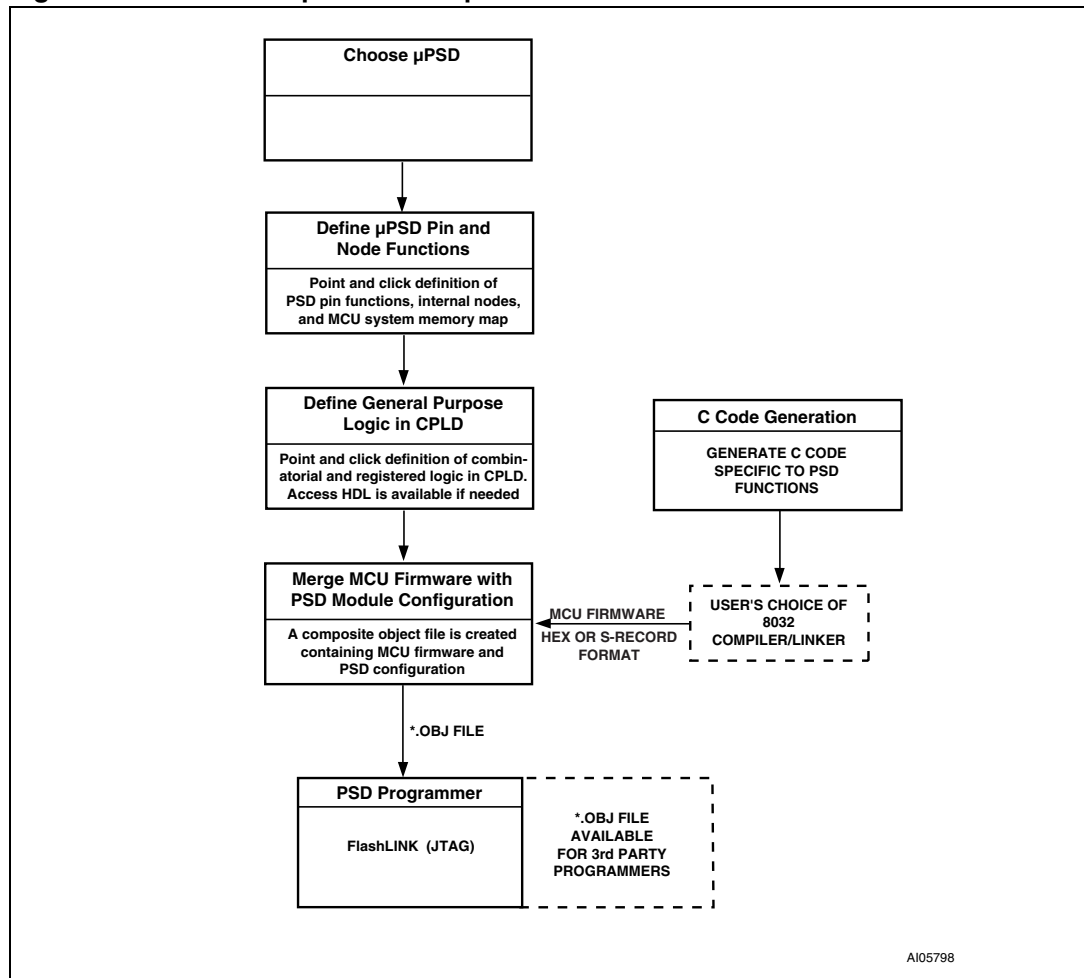 Choose µPSD
Define µPSD Pin and
Node Functions
Point and click definition of
PSD pin functions, internal nodes,
and MCU system memory map
Define General Purpose
Logic in CPLD
Point and click definition of combin-
atorial and registered logic in CPLD.
Access HDL is available if needed
C Code Generation
GENERATE C CODE
SPECIFIC TO PSD
FUNCTIONS
Merge MCU Firmware with
PSD Module Configuration
A composite object file is created
containing MCU firmware and
PSD configuration
MCU FIRMWARE
HEX OR S-RECORD
FORMAT
USER'S CHOICE OF
8032
COMPILER/LINKER
*.OBJ FILE
PSD Programmer
FlashLINK (JTAG)
*.OBJ FILE
AVAILABLE
FOR 3rd PARTY
PROGRAMMERS
AI05798